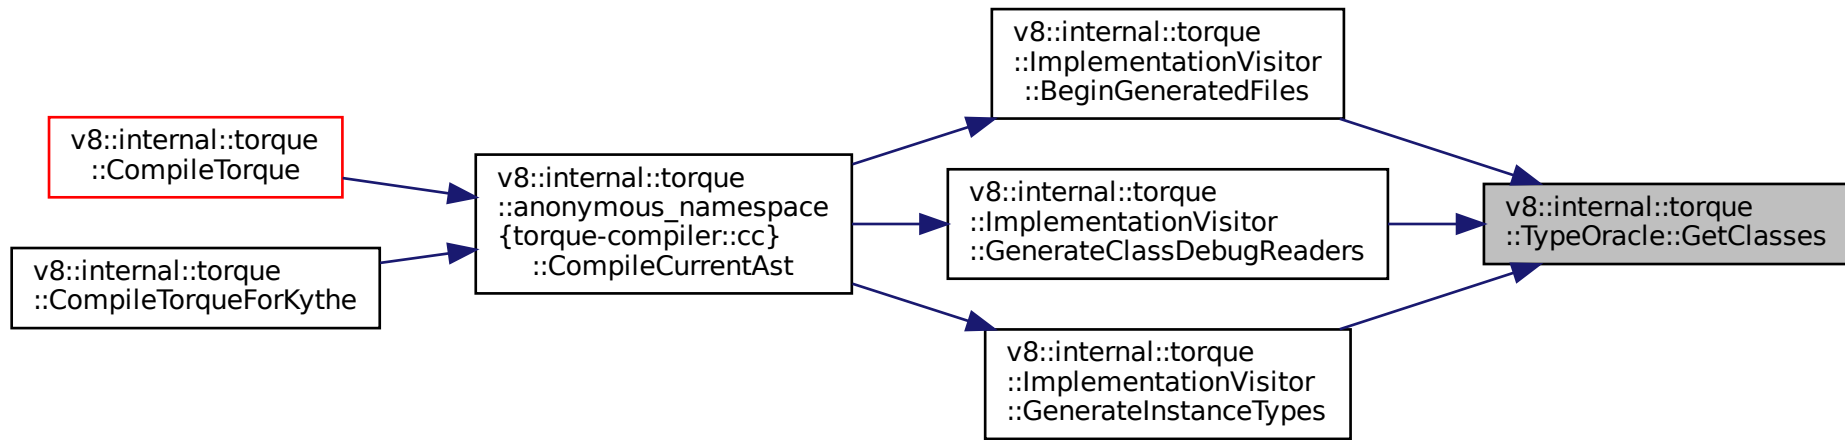 v8::internal::torque
::ImplementationVisitor
::BeginGeneratedFiles
v8::internal::torque
::CompileTorque
v8::internal::torque
::anonymous_namespace
{torque-compiler::cc}
::CompileCurrentAst
v8::internal::torque
::ImplementationVisitor
::GenerateClassDebugReaders
v8::internal::torque
::TypeOracle::GetClasses
v8::internal::torque
::CompileTorqueForKythe
v8::internal::torque
::ImplementationVisitor
::GenerateInstanceTypes